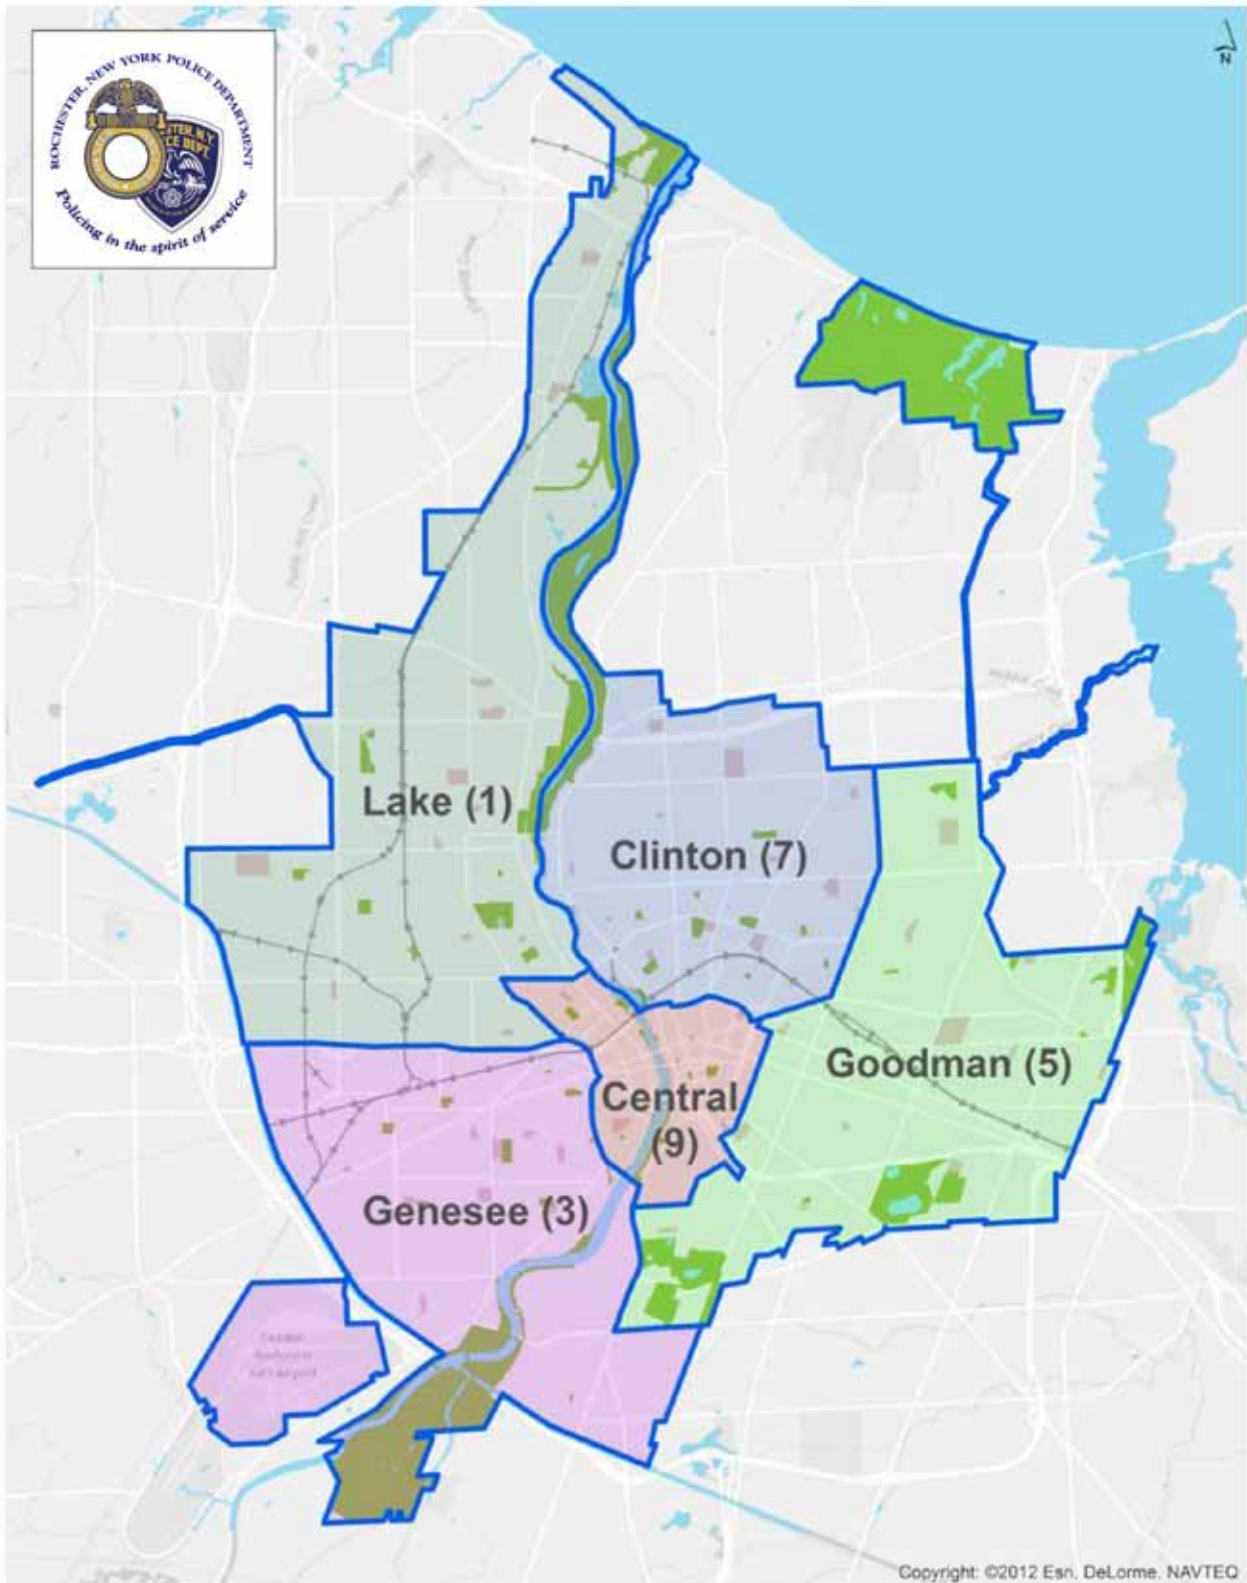 ROCHESTER, NEW YORK POLICE DEPARTMENT
Policing in the spirit of service
N
Lake (1)
Clinton (7)
Goodman (5)
Central
(9)
Genesee (3)
Copyright: ©2012 Esri, DeLorme, NAVTEQ